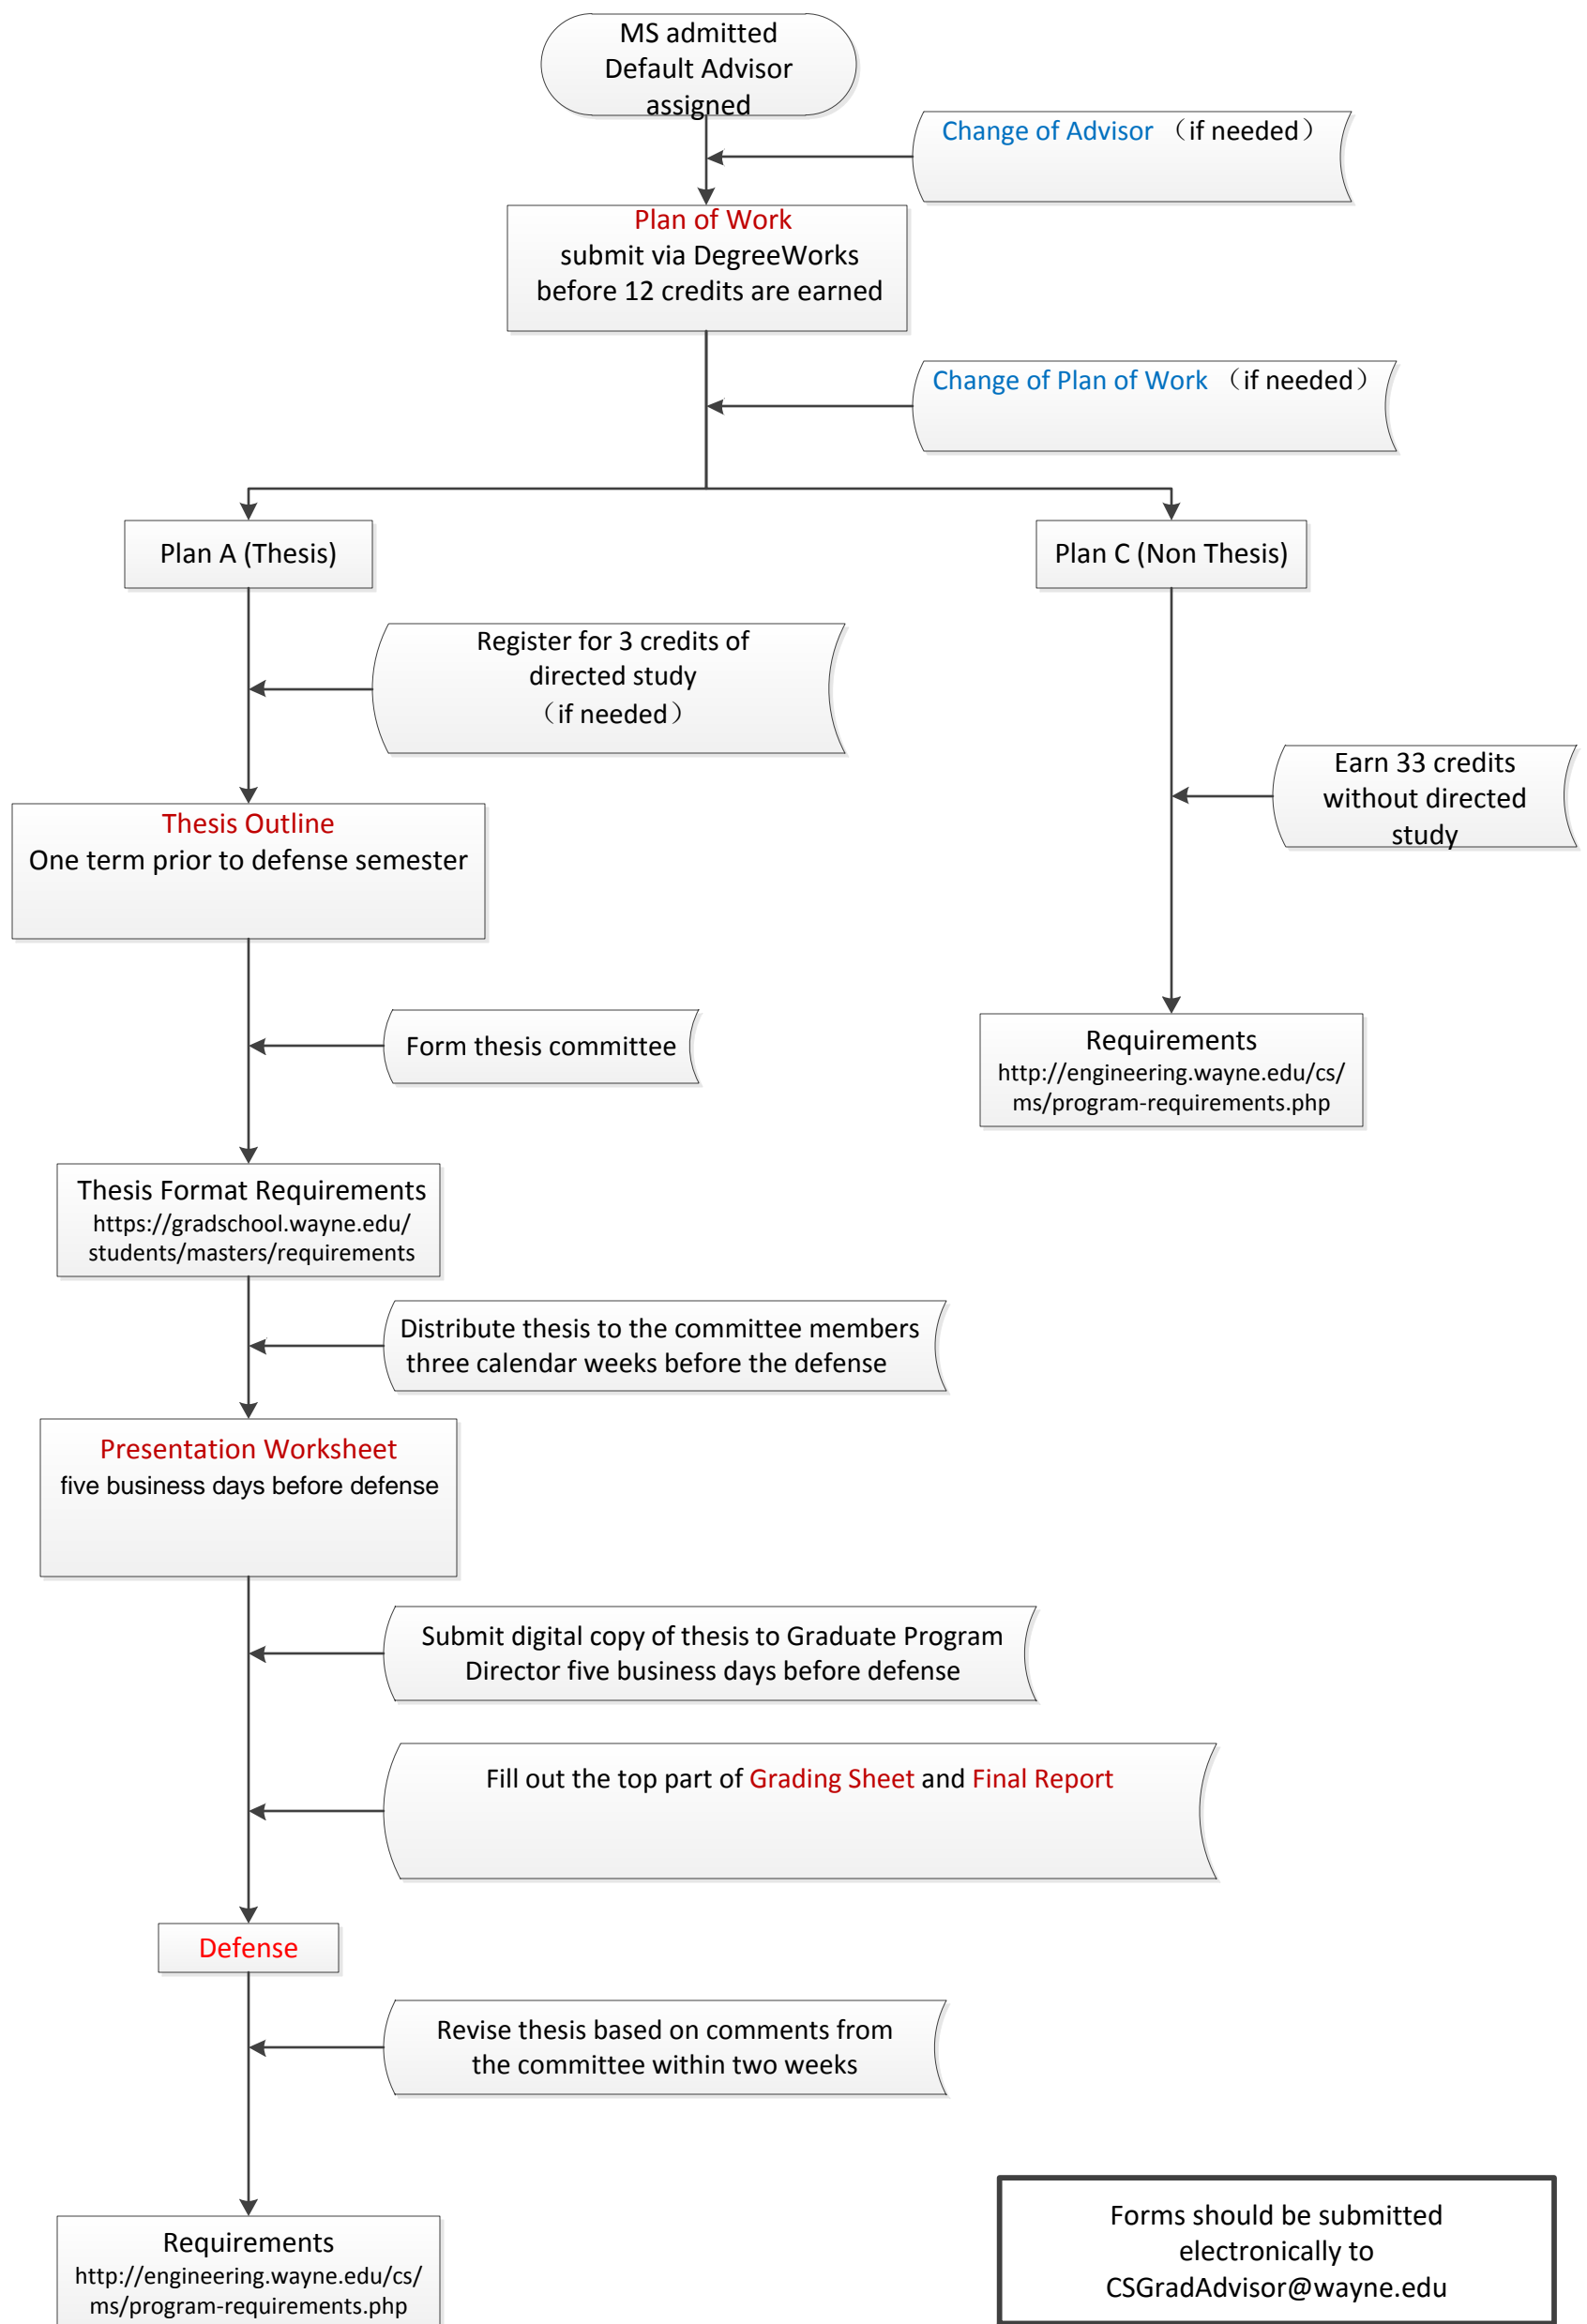 MS admitted
Default Advisor
assigned
Change of Advisor （if needed）
Plan of Work
submit via DegreeWorks
before 12 credits are earned
Change of Plan of Work （if needed）
Plan A (Thesis)
Plan C (Non Thesis)
Register for 3 credits of
directed study
（if needed）
Earn 33 credits
without directed
study
Thesis Outline
One term prior to defense semester
Form thesis committee
Requirements
http://engineering.wayne.edu/cs/
ms/program-requirements.php
Thesis Format Requirements
https://gradschool.wayne.edu/
students/masters/requirements
Distribute thesis to the committee members
three calendar weeks before the defense
Presentation Worksheet
five business days before defense
Submit digital copy of thesis to Graduate Program
Director five business days before defense
Fill out the top part of Grading Sheet and Final Report
Defense
Revise thesis based on comments from
the committee within two weeks
Requirements
http://engineering.wayne.edu/cs/
ms/program-requirements.php
Forms should be submitted
electronically to
CSGradAdvisor@wayne.edu